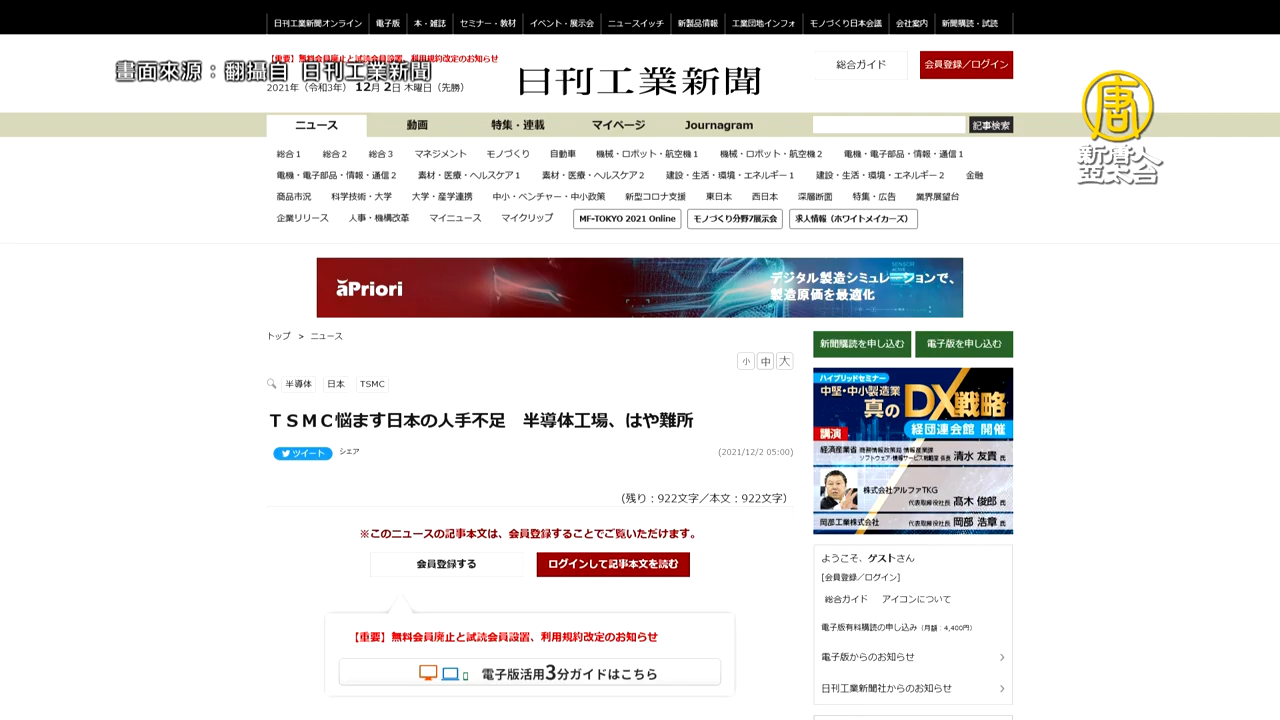 日刊工業新聞オンライン 電子版 本・雑誌 セミナー・教材 イベント・展示会 ニュースイッチ 新製品情報 工業団地インフォ モノづくり日本会議 会社案内 新聞購読・試読
【重要】無料会員廃止と試読会員設置、利用規約改定のお知らせ
畫面來源：翻攝自 日刊工業新聞
2021年（令和3年） 12月 2日 木曜日（先勝）
日刊工業新聞
総合ガイド
会員登録／ログイン
唐
新唐人
亞太台
ニュース 動画 特集・連載 マイページ Journagram
記事検索
総合１ 総合２ 総合３ マネジメント モノづくり 自動車 機械・ロボット・航空機１ 機械・ロボット・航空機２ 電機・電子部品・情報・通信１
電機・電子部品・情報・通信２ 素材・医療・ヘルスケア１ 素材・医療・ヘルスケア２ 建設・生活・環境・エネルギー１ 建設・生活・環境・エネルギー２ 金融
商品市況 科学技術・大学 大学・産学連携 中小・ベンチャー・中小政策 新型コロナ支援 東日本 西日本 深層断面 特集・広告 業界展望台
企業リリース 人事・機構改革 マイニュース マイクリップ MF-TOKYO 2021 Online モノづくり分野7展示会 求人情報（ホワイトメイカーズ）
aPriori
デジタル製造シミュレーションで、
製造原価を最適化
トップ > ニュース
小 中 大
半導体 日本 TSMC
ＴＳＭＣ悩ます日本の人手不足　半導体工場、はや難所
ツイート シェア
(2021/12/2 05:00)
（残り：922文字／本文：922文字）
※このニュースの記事本文は、会員登録することでご覧いただけます。
会員登録する
ログインして記事本文を読む
【重要】無料会員廃止と試読会員設置、利用規約改定のお知らせ
電子版活用3分ガイドはこちら
新聞購読を申し込む
電子版を申し込む
ハイブリッドセミナー
中堅・中小製造業
真のDX戦略
経団連会館 開催
講演
経済産業省 商務情報政策局 情報産業課
ソフトウェア・情報サービス戦略室 係長 清水 友貴 氏
株式会社アルファTKG
代表取締役社長 髙木 俊郎 氏
岡部工業株式会社 代表取締役社長 岡部 浩章 氏
ようこそ、ゲストさん
[会員登録／ログイン]
総合ガイド アイコンについて
電子版有料購読の申し込み（月額：4,400円）
電子版からのお知らせ
日刊工業新聞社からのお知らせ